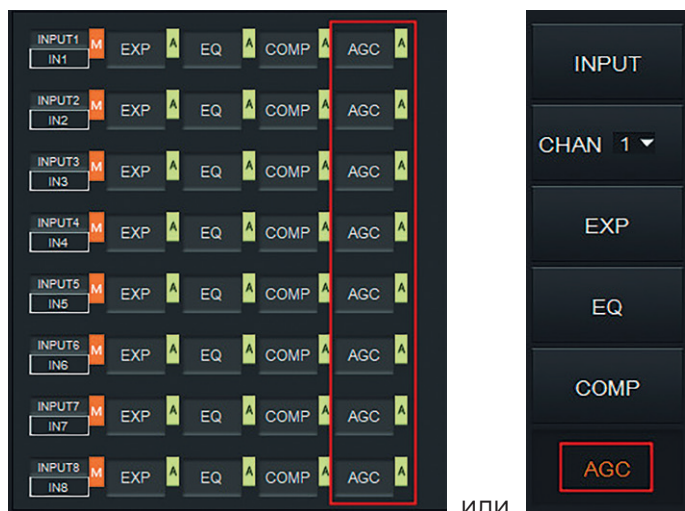 INPUT1 M EXP A EQ A COMP A AGC A
IN1
INPUT2 M EXP A EQ A COMP A AGC A
IN2
INPUT3 M EXP A EQ A COMP A AGC A
IN3
INPUT4 M EXP A EQ A COMP A AGC A
IN4
INPUT5 M EXP A EQ A COMP A AGC A
IN5
INPUT6 M EXP A EQ A COMP A AGC A
IN6
INPUT7 M EXP A EQ A COMP A AGC A
IN7
INPUT8 M EXP A EQ A COMP A AGC A
IN8
или
INPUT
CHAN 1
EXP
EQ
COMP
AGC